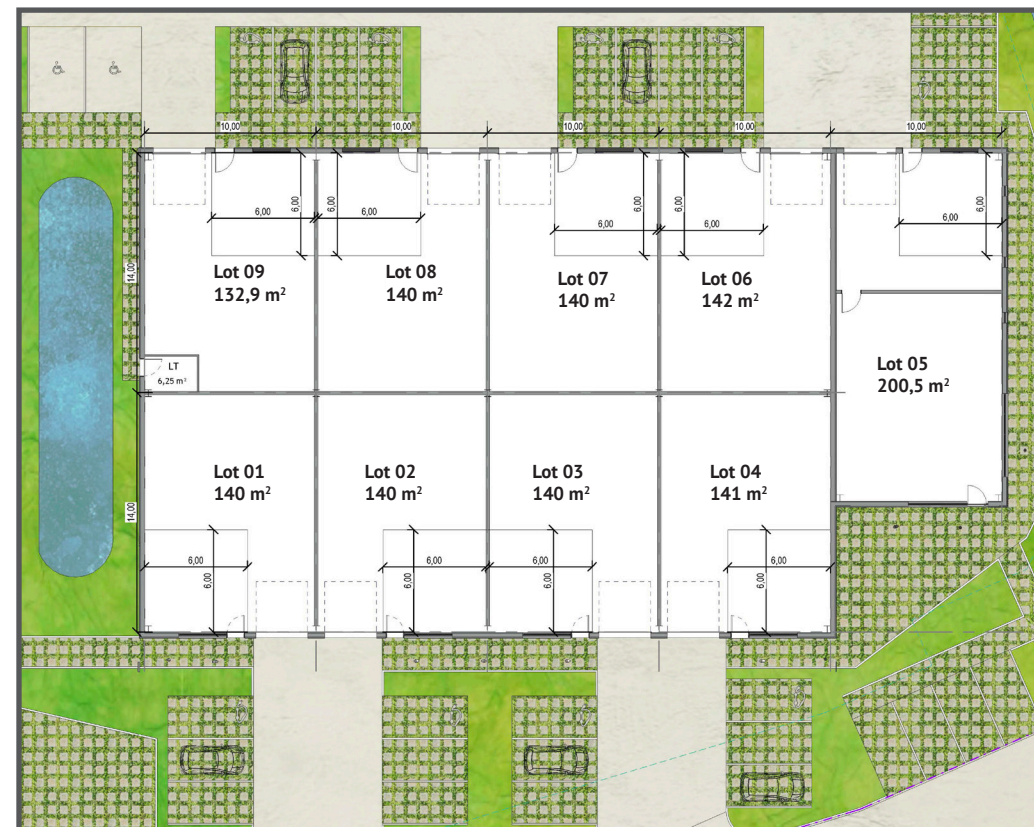 10,00 10,00 10,00 10,00 10,00
6,00 6,00 6,00 6,00 6,00
6,00 6,00 6,00 6,00 6,00
14,00
Lot 09
132,9 m²
Lot 08
140 m²
Lot 07
140 m²
Lot 06
142 m²
Lot 05
200,5 m²
LT
6,25 m²
Lot 01
140 m²
Lot 02
140 m²
Lot 03
140 m²
Lot 04
141 m²
14,00
6,00 6,00 6,00 6,00
6,00 6,00 6,00 6,00